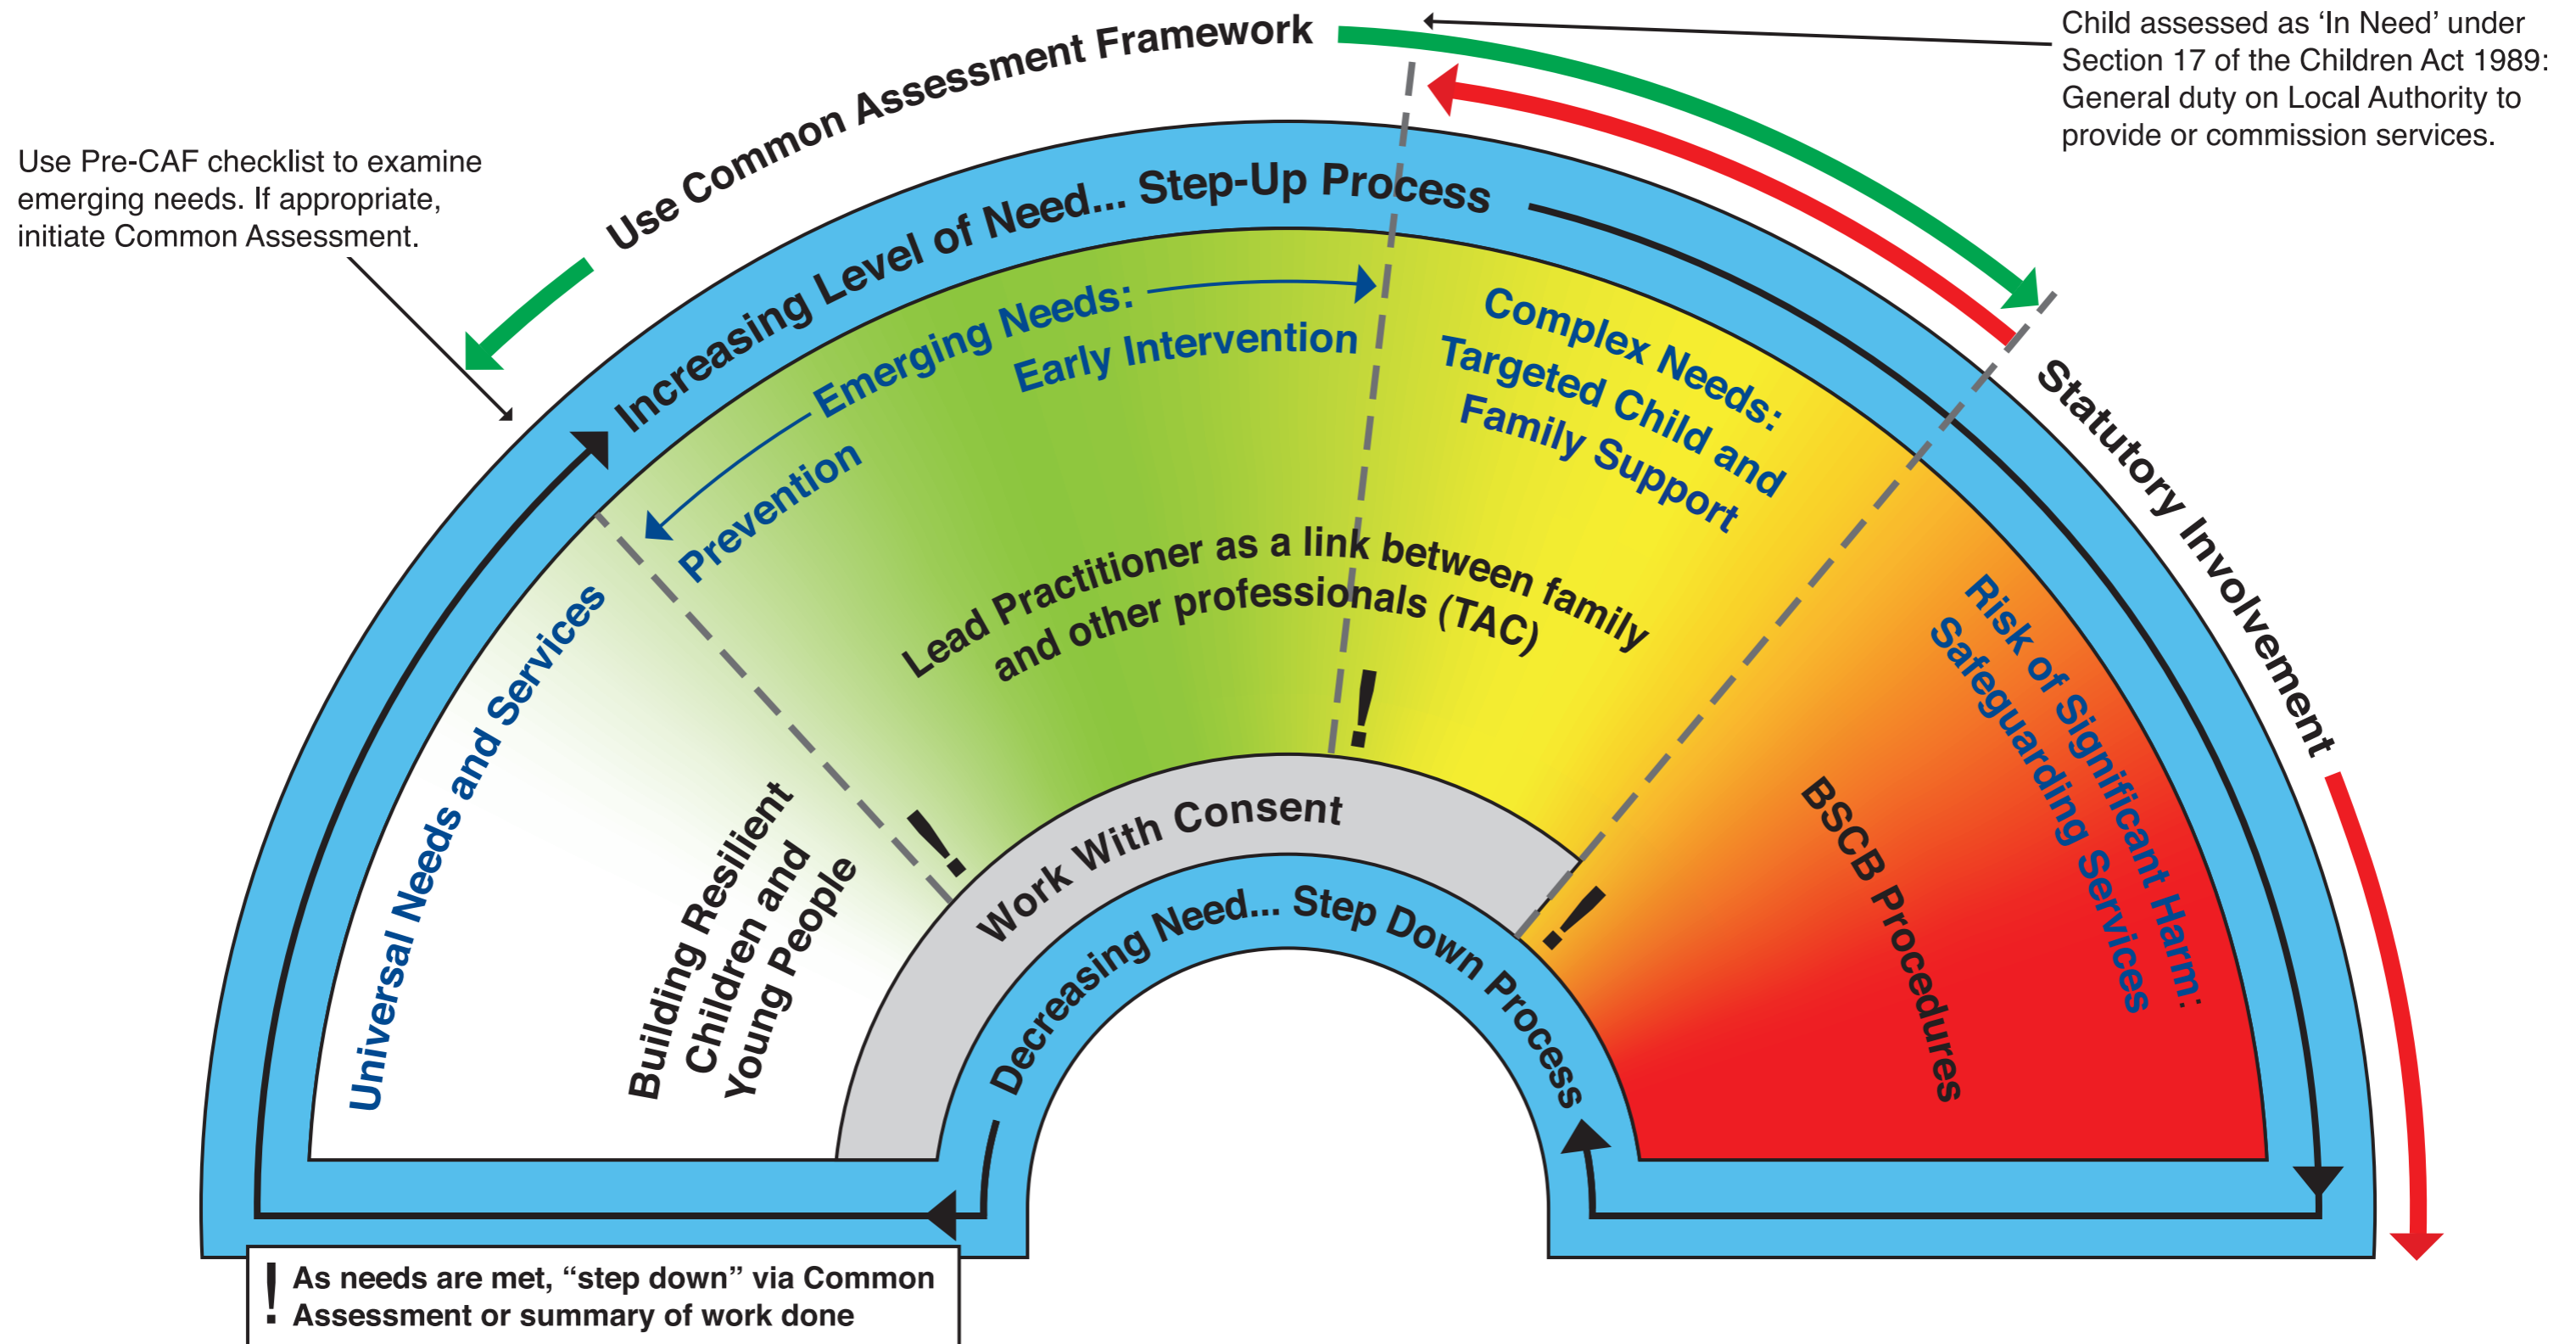 Use Common Assessment Framework
Child assessed as ‘In Need’ under
Section 17 of the Children Act 1989:
General duty on Local Authority to
provide or commission services.
Use Pre-CAF checklist to examine
emerging needs. If appropriate,
initiate Common Assessment.
Increasing Level of Need... Step-Up Process
Statutory Involvement
Universal Needs and Services
Building Resilient
Children and
Young People
Emerging Needs:
Early Intervention
Prevention
Complex Needs:
Targeted Child and
Family Support
Lead Practitioner as a link between family
and other professionals (TAC)
Risk of Significant Harm:
Safeguarding Services
BSCB Procedures
!
!
!
Work With Consent
Decreasing Need... Step Down Process
! As needs are met, “step down” via Common
Assessment or summary of work done